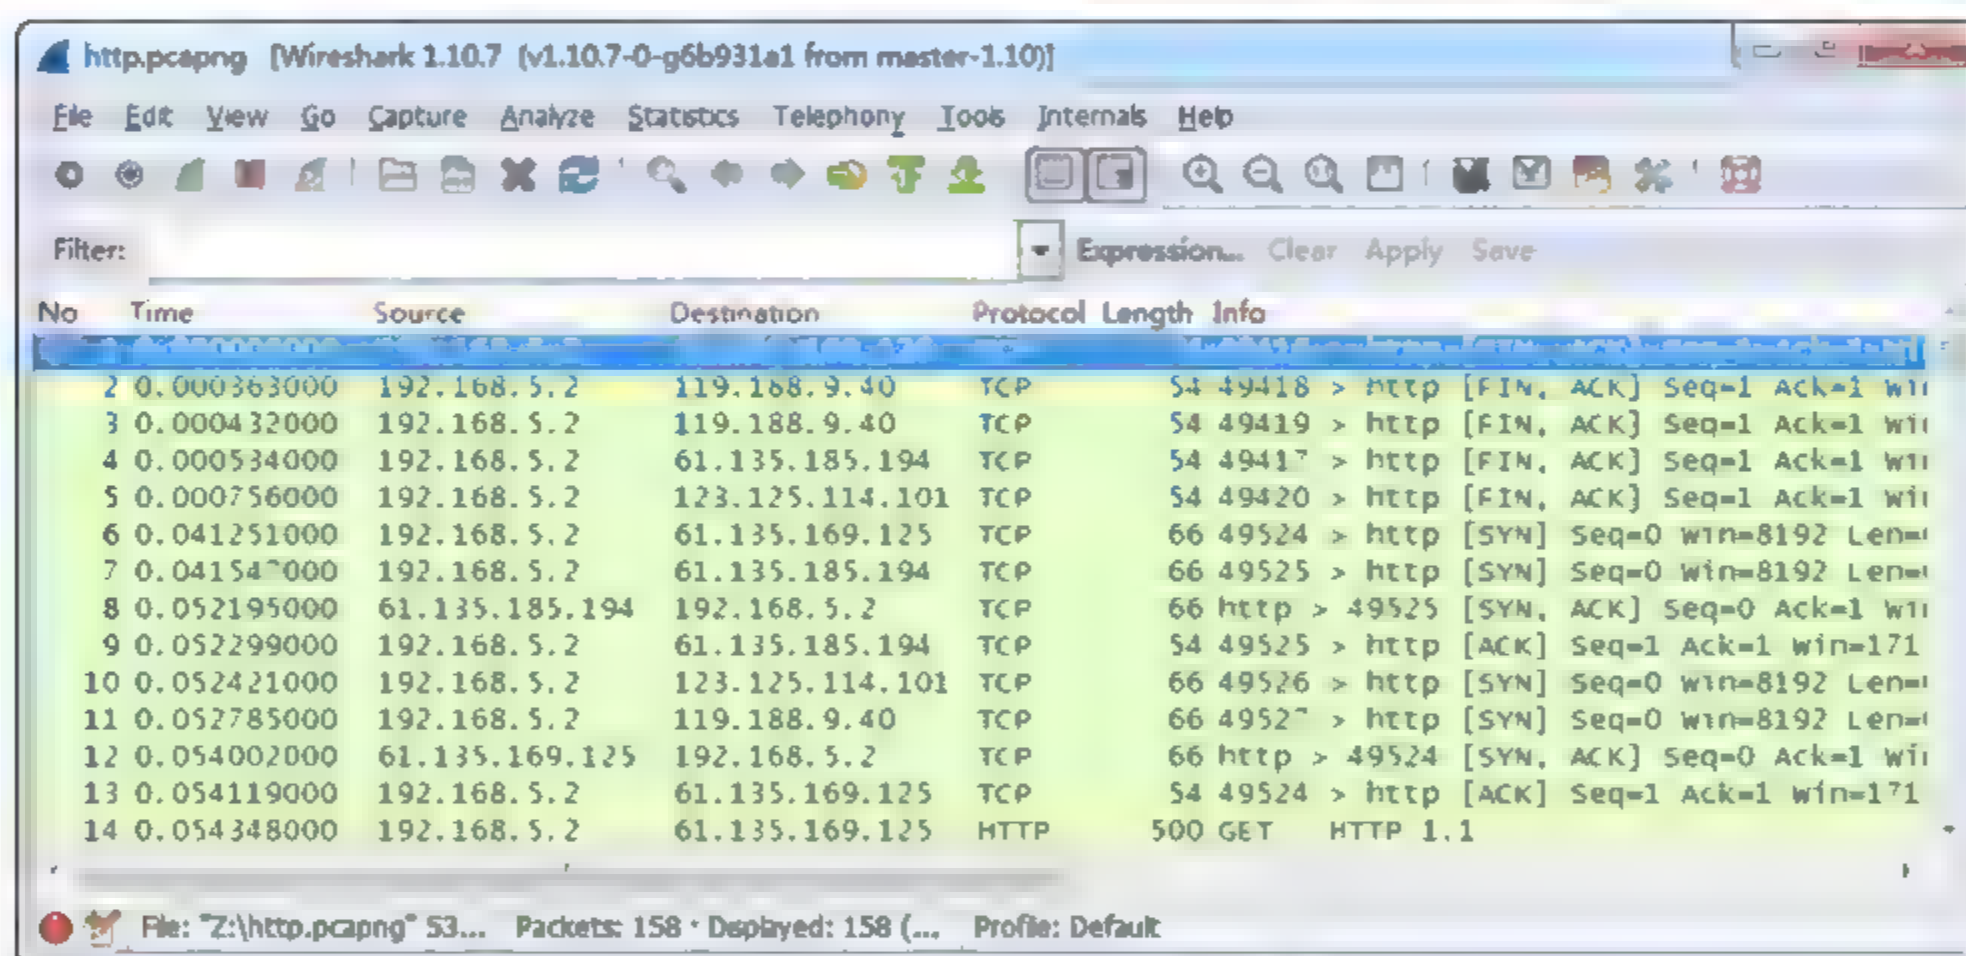 http.pcapng [Wireshark 1.10.7 (v1.10.7-0-g6b931a1 from master-1.10)]
File Edit View Go Capture Analyze Statistics Telephony Tools Internals Help
Filter: Expression... Clear Apply Save
No Time Source Destination Protocol Length Info
2 0.000363000 192.168.5.2 119.188.9.40 TCP 54 49418 > http [FIN, ACK] Seq=1 Ack=1 Wi
3 0.000432000 192.168.5.2 119.188.9.40 TCP 54 49419 > http [FIN, ACK] Seq=1 Ack=1 Wi
4 0.000534000 192.168.5.2 61.135.185.194 TCP 54 49417 > http [FIN, ACK] Seq=1 Ack=1 Wi
5 0.000756000 192.168.5.2 123.125.114.101 TCP 54 49420 > http [FIN, ACK] Seq=1 Ack=1 Wi
6 0.041251000 192.168.5.2 61.135.169.125 TCP 66 49524 > http [SYN] Seq=0 Win=8192 Len=
7 0.041547000 192.168.5.2 61.135.185.194 TCP 66 49525 > http [SYN] Seq=0 Win=8192 Len=
8 0.052195000 61.135.185.194 192.168.5.2 TCP 66 http > 49525 [SYN, ACK] Seq=0 Ack=1 Wi
9 0.052299000 192.168.5.2 61.135.185.194 TCP 54 49525 > http [ACK] Seq=1 Ack=1 Win=171
10 0.052421000 192.168.5.2 123.125.114.101 TCP 66 49526 > http [SYN] Seq=0 Win=8192 Len=
11 0.052785000 192.168.5.2 119.188.9.40 TCP 66 49527 > http [SYN] Seq=0 Win=8192 Len=
12 0.054002000 61.135.169.125 192.168.5.2 TCP 66 http > 49524 [SYN, ACK] Seq=0 Ack=1 Wi
13 0.054119000 192.168.5.2 61.135.169.125 TCP 54 49524 > http [ACK] Seq=1 Ack=1 Win=171
14 0.054348000 192.168.5.2 61.135.169.125 HTTP 500 GET HTTP 1.1
File: "Z:\http.pcapng" 53... Packets: 158 · Displayed: 158 (... Profile: Default